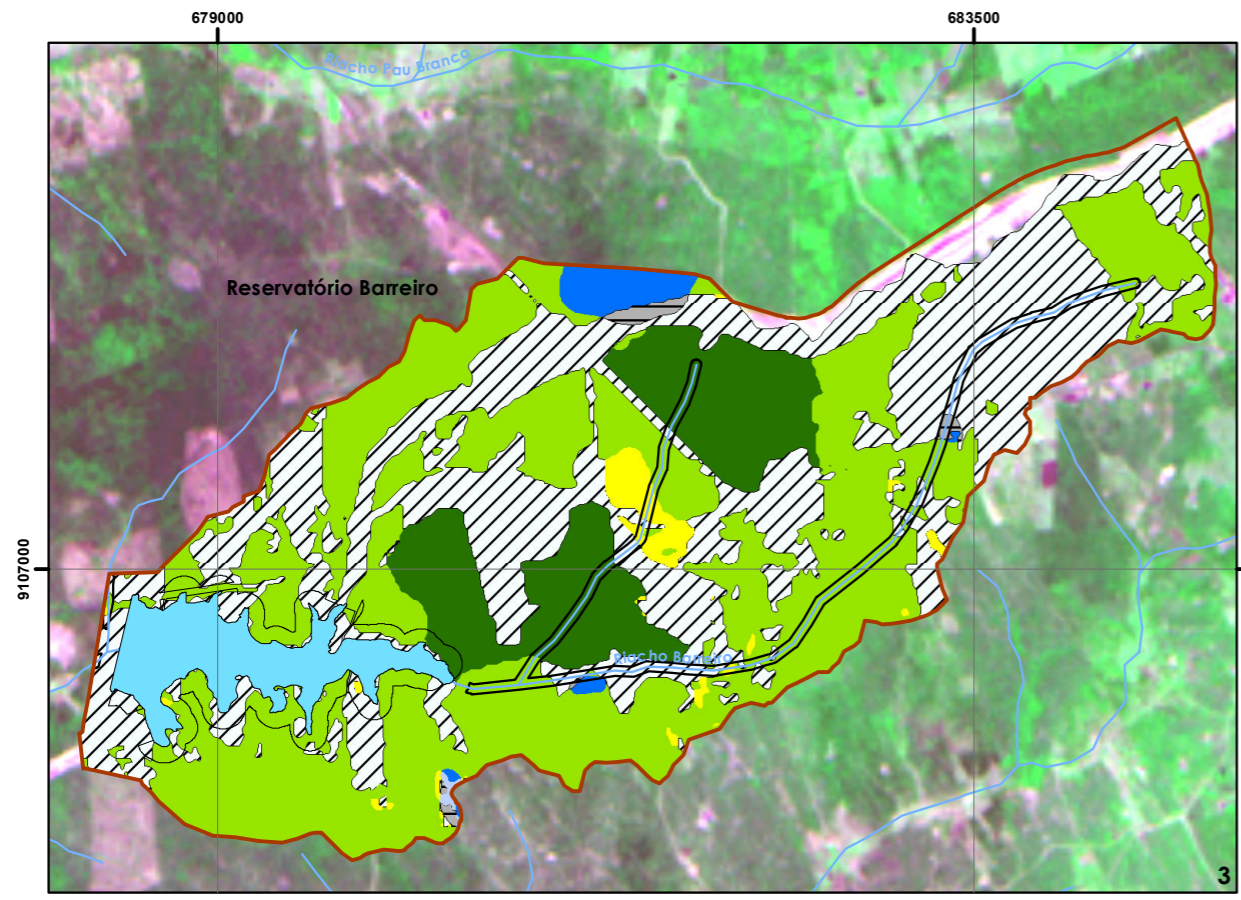 679000
683500
Riacho Pau Branco
Reservatório Barreiro
9107000
Riacho Barreiro
3